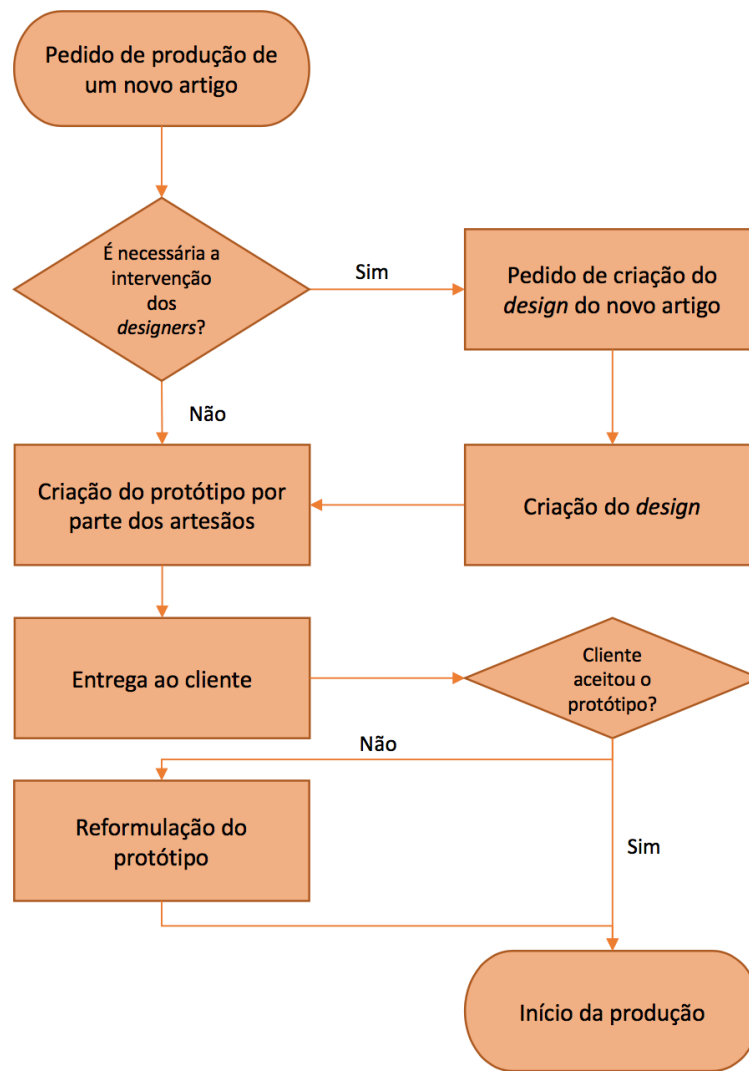 Pedido de produção de
um novo artigo
É necessária a
intervenção
dos
designers?
Sim
Pedido de criação do
design do novo artigo
Não
Criação do protótipo por
parte dos artesãos
Criação do design
Entrega ao cliente
Cliente
aceitou o
protótipo?
Não
Reformulação do
protótipo
Sim
Início da produção